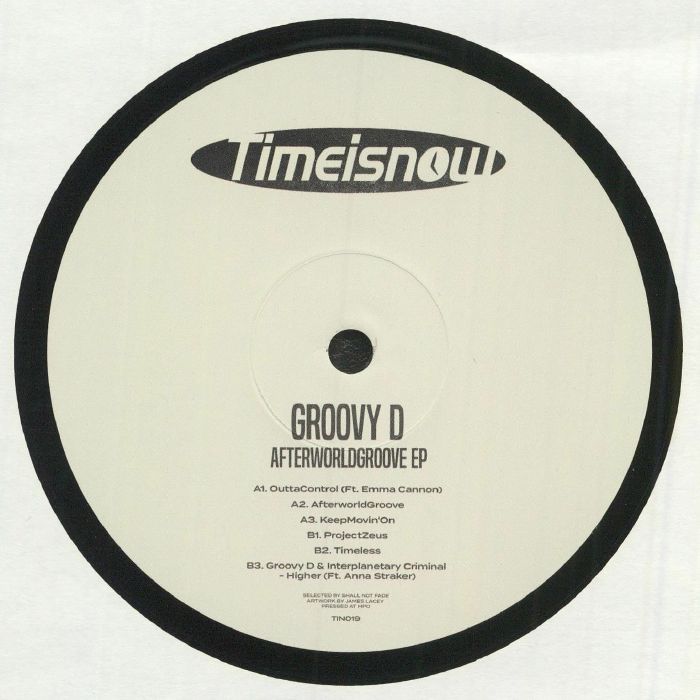 Timeisnow
GROOVY D
AFTERWORLDGROOVE EP
A1. OuttaControl (Ft. Emma Cannon)
A2. AfterworldGroove
A3. KeepMovin'On
B1. ProjectZeus
B2. Timeless
B3. Groovy D & Interplanetary Criminal
- Higher (Ft. Anna Straker)
SELECTED BY SHALL NOT FADE
ARTWORK BY JAMES LACEY
PRESSED AT MPO
TIN019